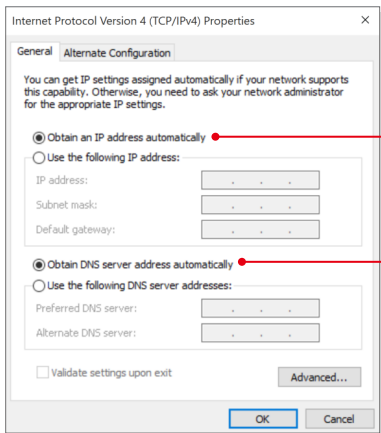 Internet Protocol Version 4 (TCP/IPv4) Properties
General Alternate Configuration
You can get IP settings assigned automatically if your network supports
this capability. Otherwise, you need to ask your network administrator
for the appropriate IP settings.
Obtain an IP address automatically
Use the following IP address:
IP address:
Subnet mask:
Default gateway:
Obtain DNS server address automatically
Use the following DNS server addresses:
Preferred DNS server:
Alternate DNS server:
Validate settings upon exit
Advanced...
OK Cancel